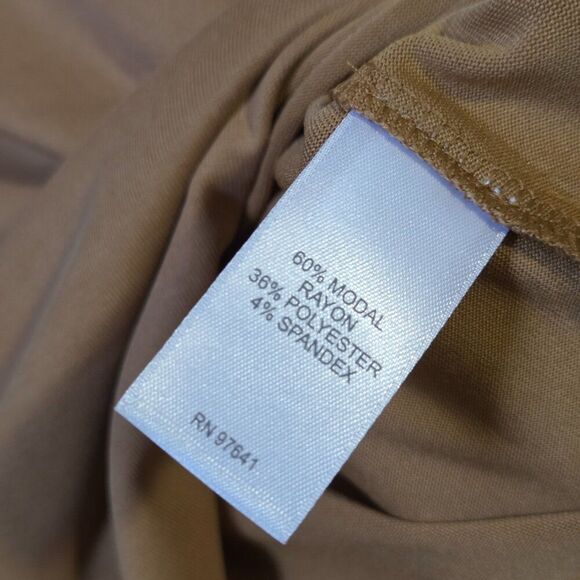 60% MODAL
RAYON
36% POLYESTER
4% SPANDEX
RN 97641